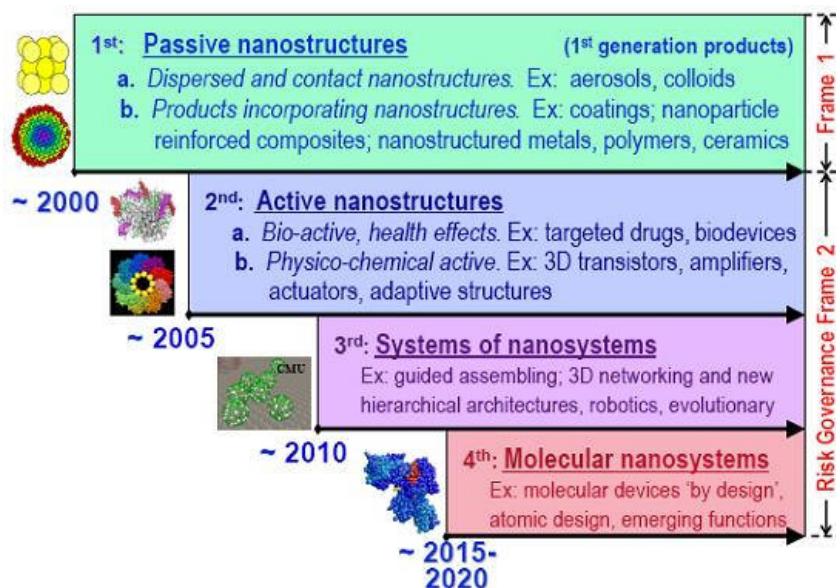 1st: Passive nanostructures (1st generation products)
a. Dispersed and contact nanostructures. Ex: aerosols, colloids
b. Products incorporating nanostructures. Ex: coatings; nanoparticle
reinforced composites; nanostructured metals, polymers, ceramics
~ 2000
2nd: Active nanostructures
a. Bio-active, health effects. Ex: targeted drugs, biodevices
b. Physico-chemical active. Ex: 3D transistors, amplifiers,
actuators, adaptive structures
~ 2005
CMU
3rd: Systems of nanosystems
Ex: guided assembling; 3D networking and new
hierarchical architectures, robotics, evolutionary
~ 2010
4th: Molecular nanosystems
Ex: molecular devices ‘by design’,
atomic design, emerging functions
~ 2015-
2020
Frame 1
Risk Governance Frame 2